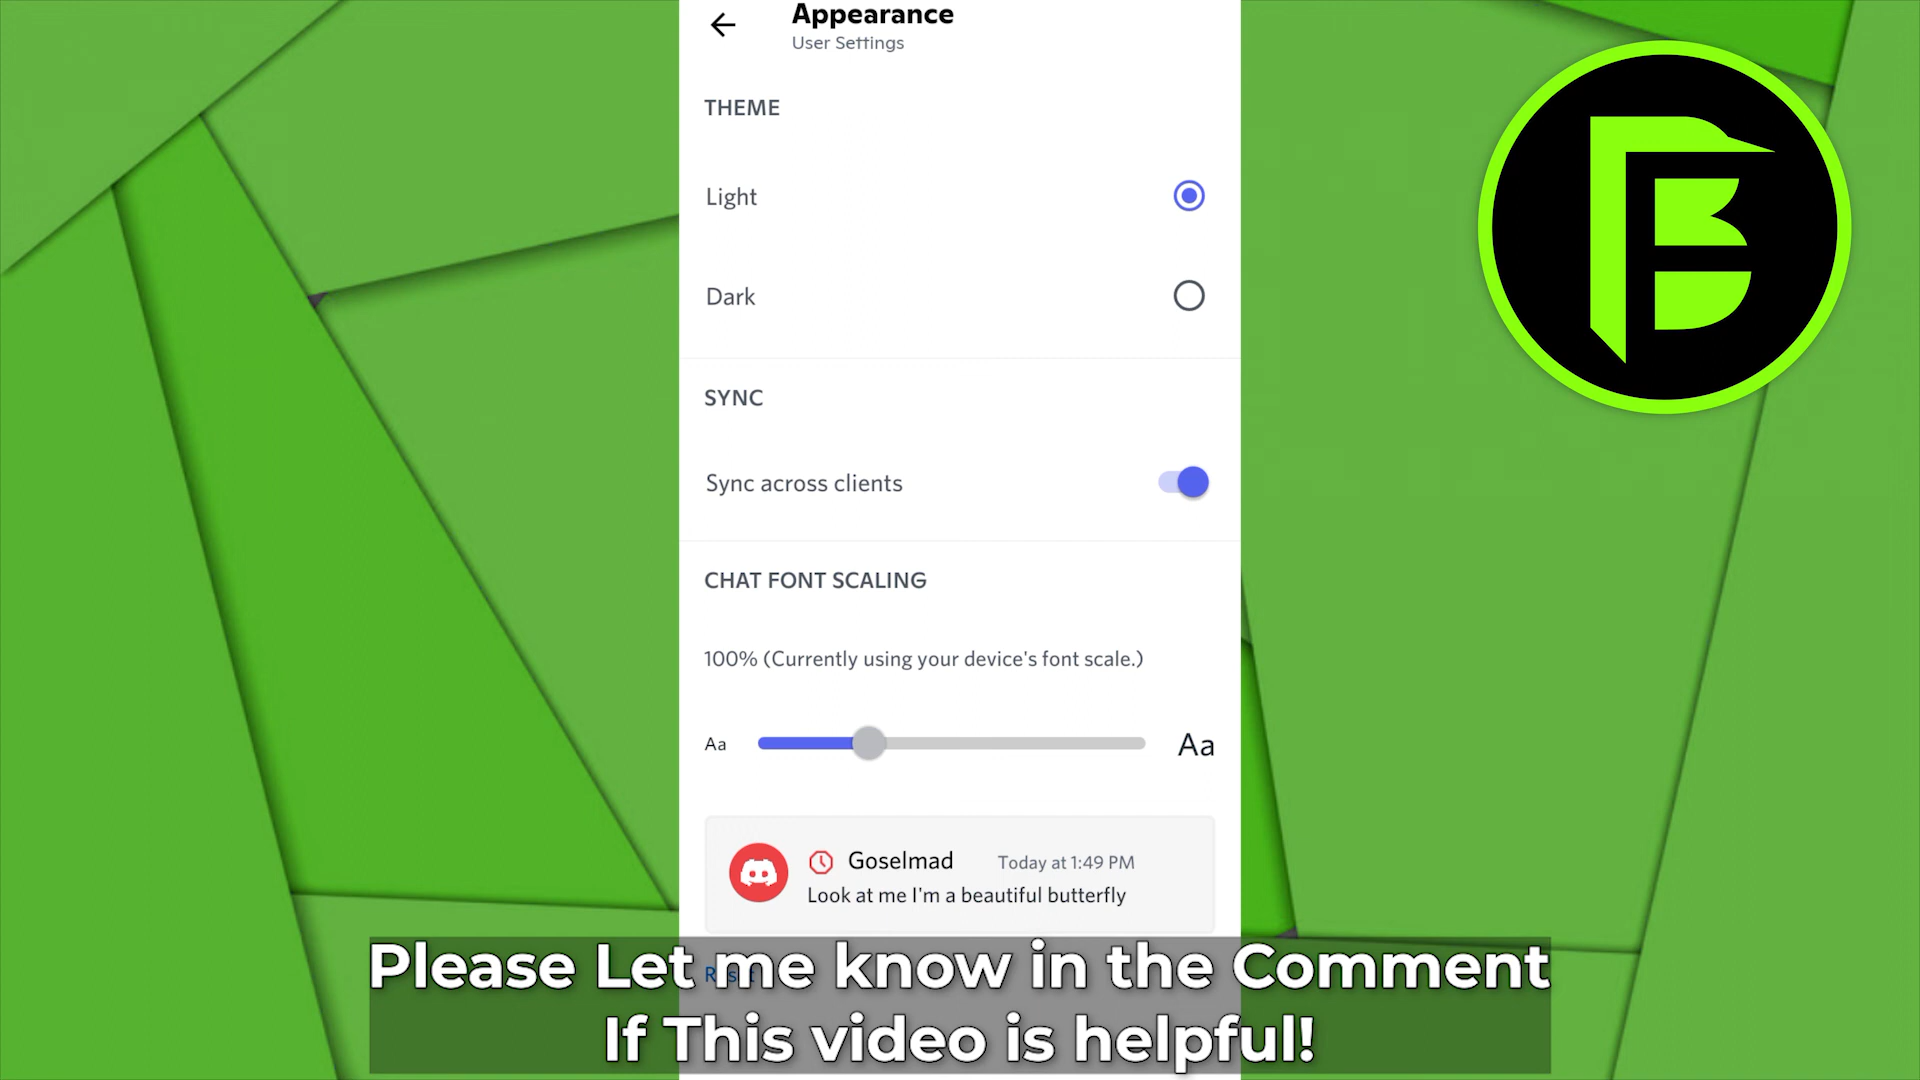 Appearance
User Settings
THEME
Light
Dark
SYNC
Sync across clients
CHAT FONT SCALING
100% (Currently using your device's font scale.)
Aa Aa
Goselmad Today at 1:49 PM
Look at me I'm a beautiful butterfly
Reset
Please Let me know in the Comment
If This video is helpful!